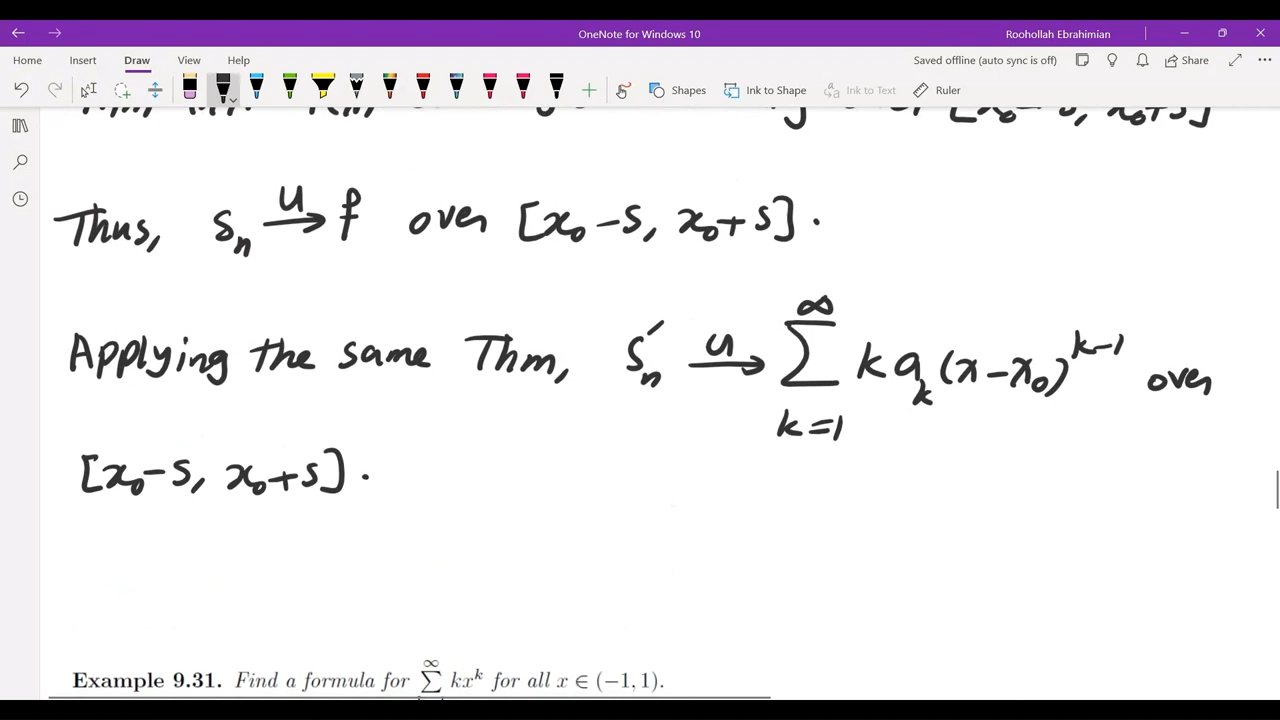 OneNote for Windows 10
Roohollah Ebrahimian
Home Insert Draw View Help
Saved offline (auto sync is off)
Share
Shapes
Ink to Shape
Ink to Text
Ruler
Thus, Sₙ →ᵁ f over [x₀-s, x₀+s].
Applying the same Thm, Sₙ′ →ᵘ ∑_{k=1}^{∞} k a_k (x-x₀)^{k-1} over
[x₀-s, x₀+s].
Example 9.31. Find a formula for ∑^{∞} kx^k for all x ∈ (−1, 1).